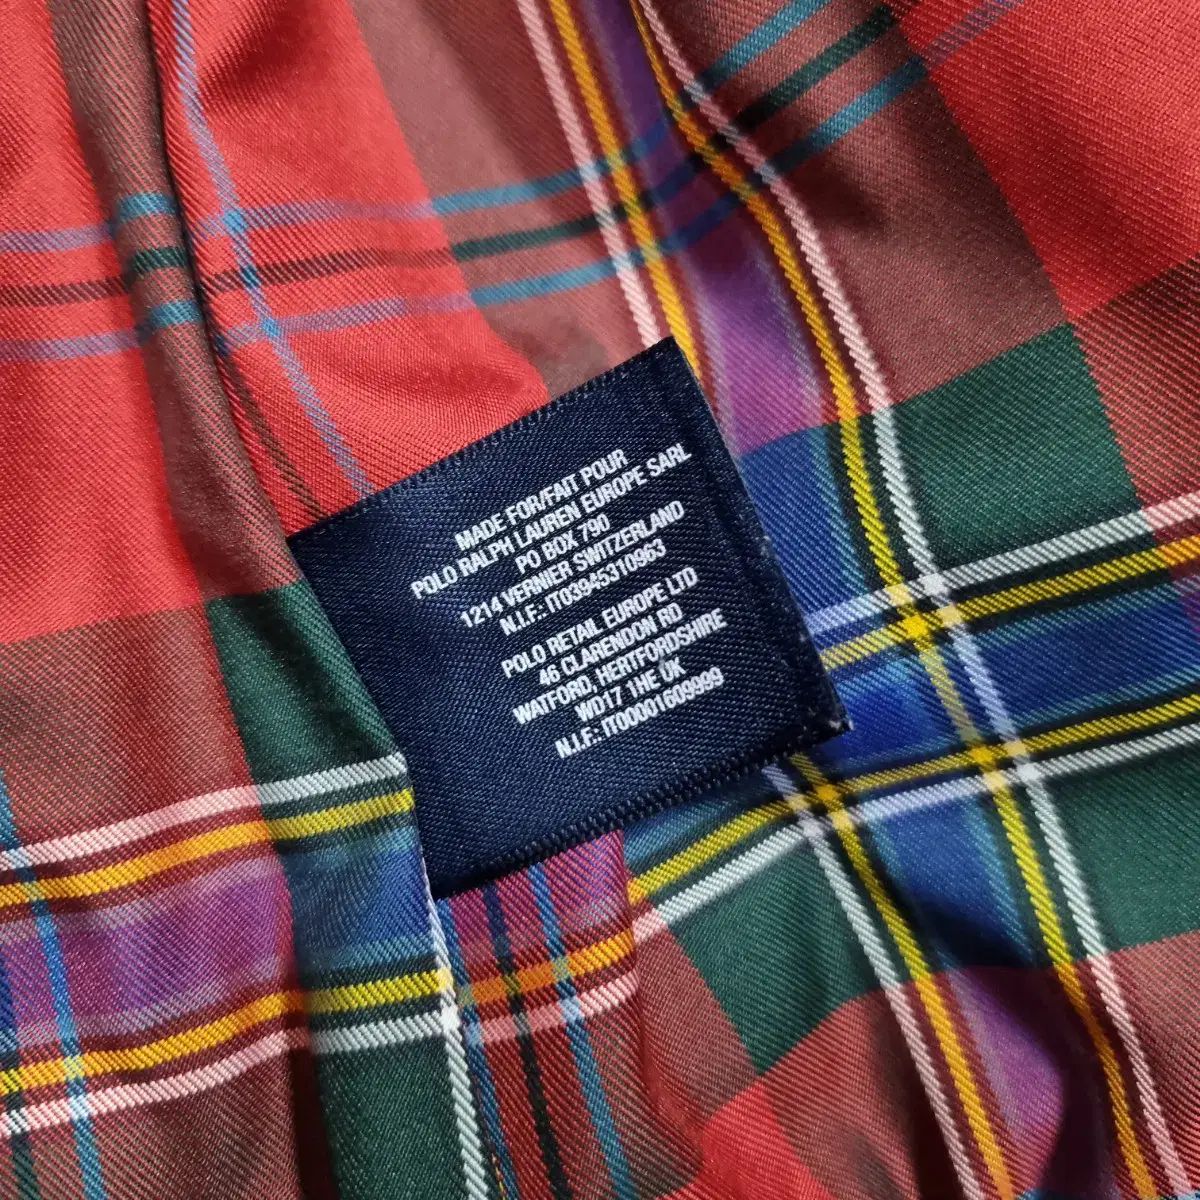 MADE FOR/FAIT POUR
POLO RALPH LAUREN EUROPE SARL
PO BOX 790
1214 VERNIER SWITZERLAND
N.I.F.: IT03945310963
POLO RETAIL EUROPE LTD
46 CLARENDON RD
WATFORD, HERTFORDSHIRE
WD17 1HE UK
N.I.F.: IT00001609999